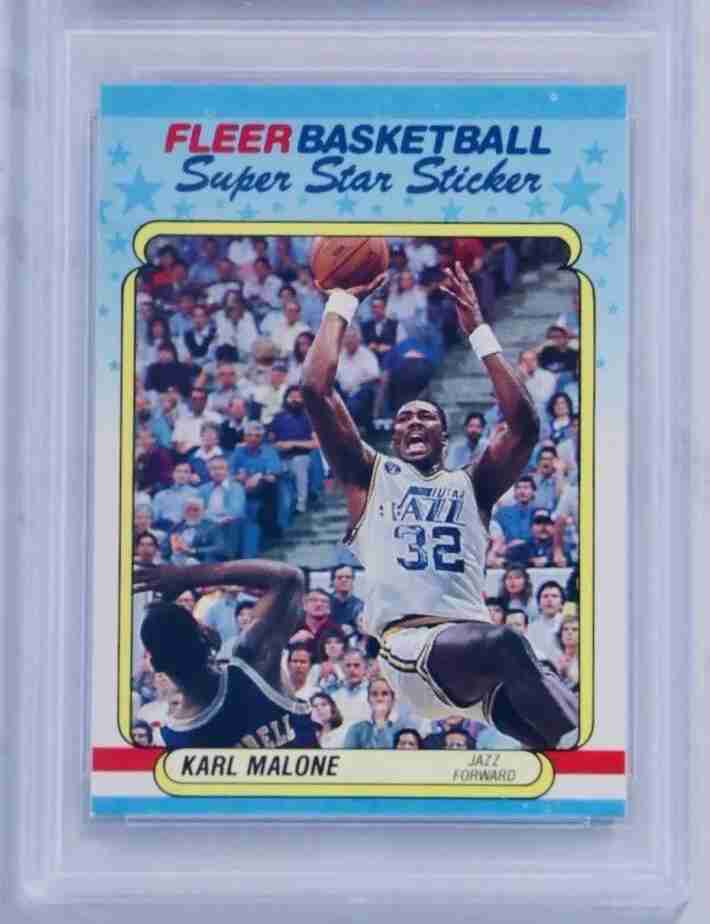 FLEER BASKETBALL
Super Star Sticker
JAZZ
32
KARL MALONE
JAZZ
FORWARD